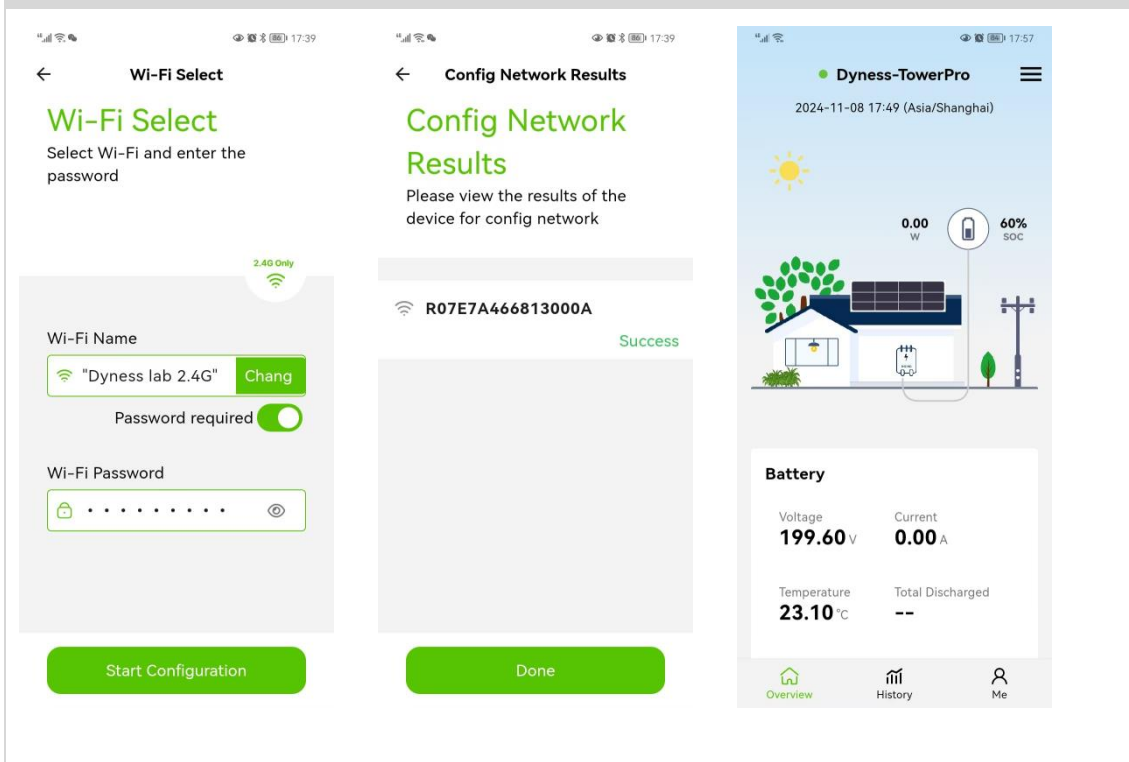 17:39
Wi-Fi Select
Wi-Fi Select
Select Wi-Fi and enter the
password
2.4G Only
Wi-Fi Name
"Dyness lab 2.4G"
Chang
Password required
Wi-Fi Password
Start Configuration
17:39
Config Network Results
Config Network
Results
Please view the results of the
device for config network
R07E7A466813000A
Success
Done
17:57
Dyness-TowerPro
2024-11-08 17:49 (Asia/Shanghai)
0.00
W
60%
SOC
Battery
Voltage
Current
199.60 V
0.00 A
Temperature
Total Discharged
23.10 °C
--
Overview
History
Me